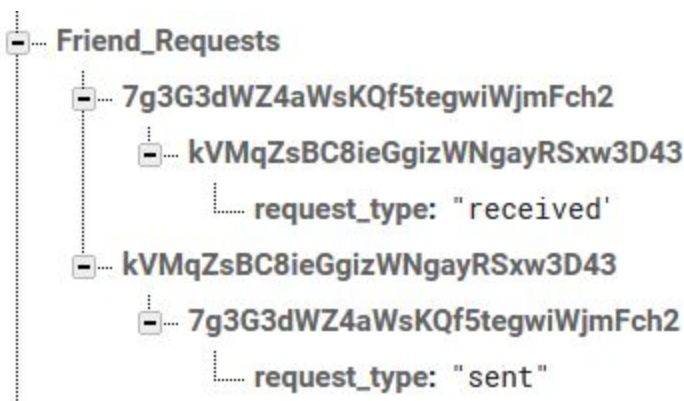 Friend_Requests
7g3G3dWZ4aWsKQf5tegwiWjmFch2
kVMqZsBC8ieGgizWNgayRSxw3D43
request_type: "received'
kVMqZsBC8ieGgizWNgayRSxw3D43
7g3G3dWZ4aWsKQf5tegwiWjmFch2
request_type: "sent"